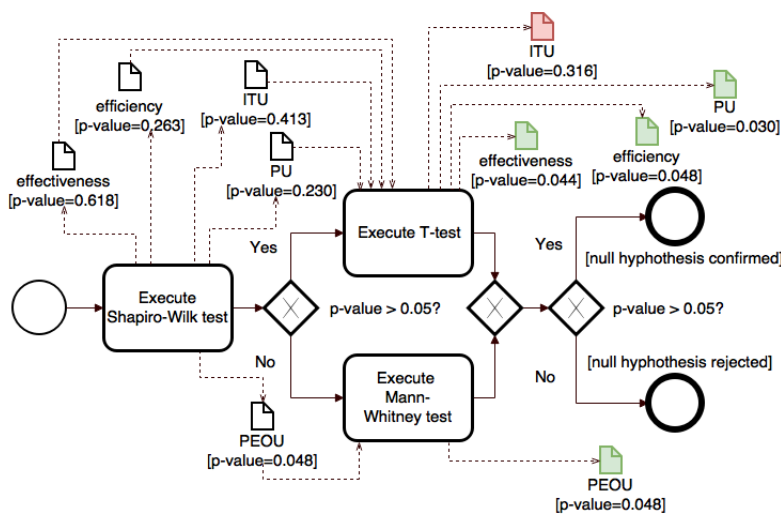 ITU
[p-value=0.316]
efficiency
[p-value=0.263]
ITU
[p-value=0.413]
PU
[p-value=0.030]
effectiveness
[p-value=0.618]
PU
[p-value=0.230]
effectiveness
[p-value=0.044]
efficiency
[p-value=0.048]
Yes
Execute T-test
Yes
[null hyphothesis confirmed]
Execute
Shapiro-Wilk test
p-value > 0.05?
p-value > 0.05?
No
Execute
Mann-
Whitney test
No
[null hyphothesis rejected]
PEOU
[p-value=0.048]
PEOU
[p-value=0.048]